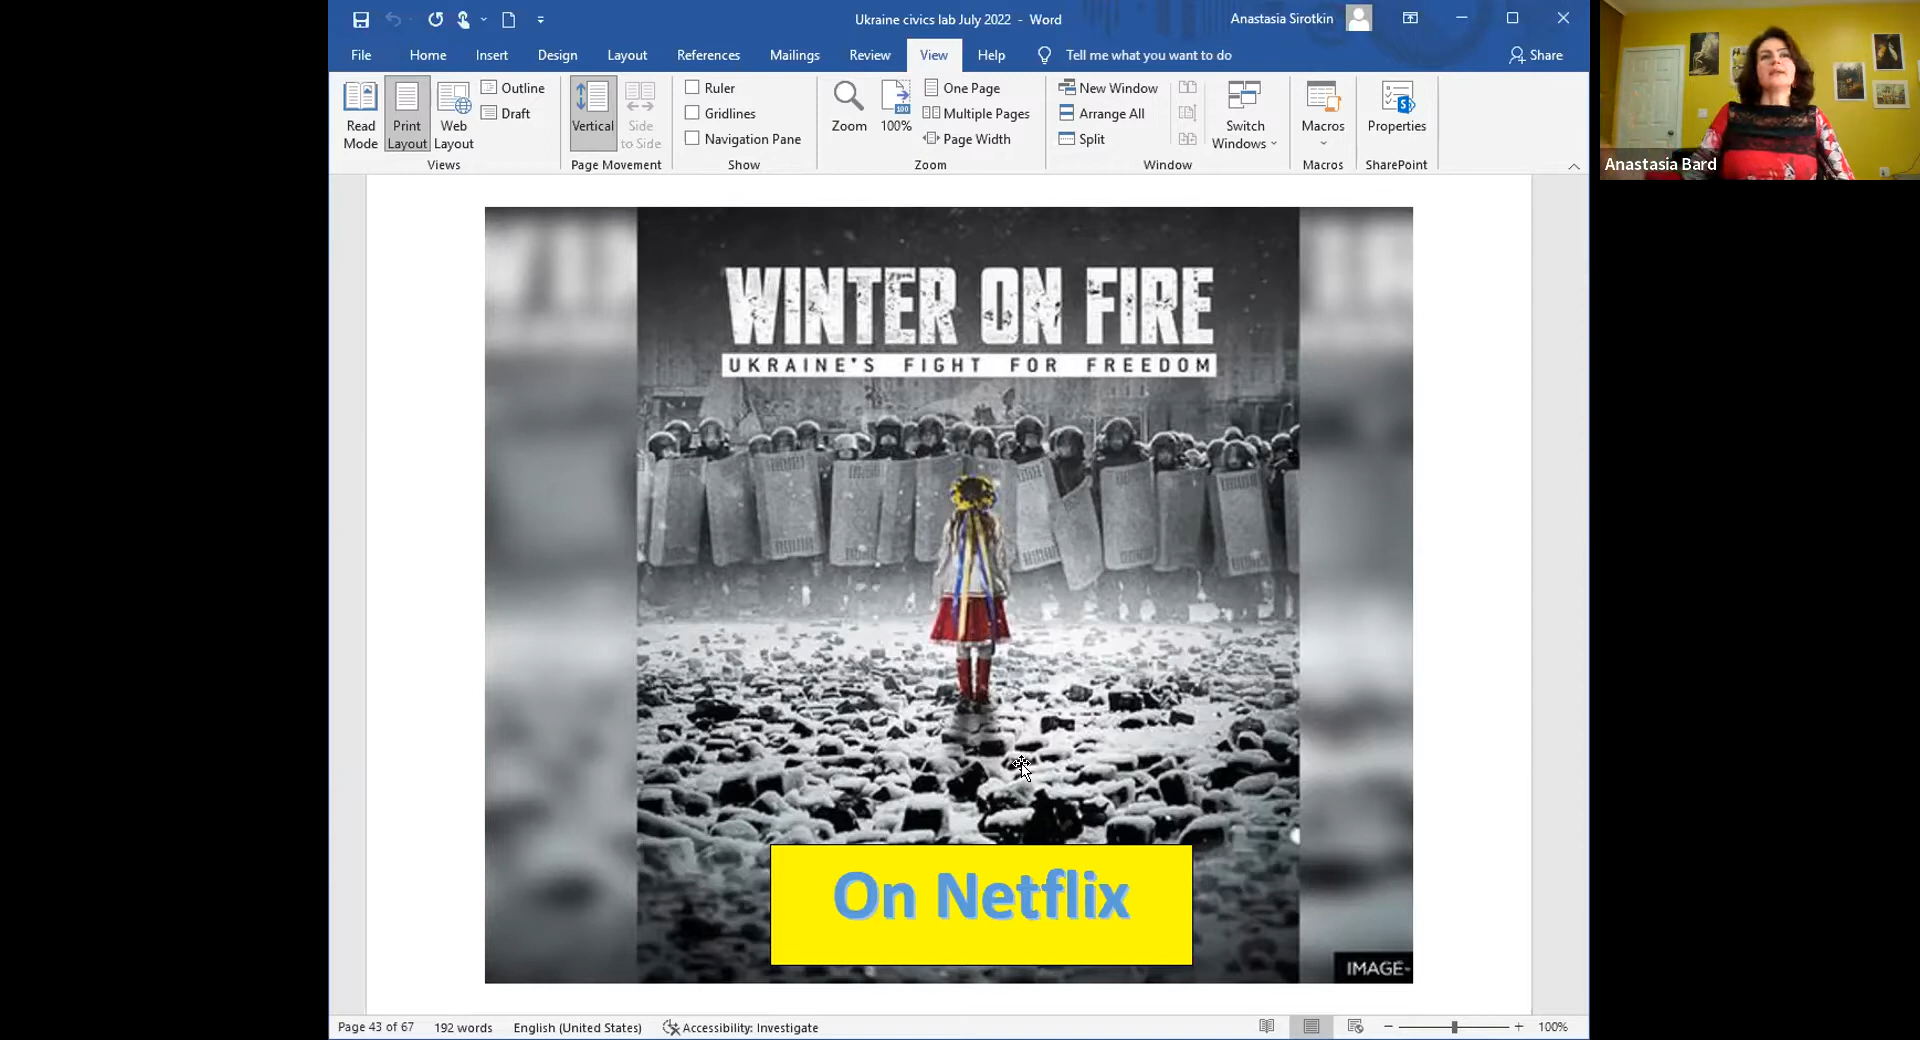 Ukraine civics lab July 2022 - Word
Anastasia Sirotkin
File Home Insert Design Layout References Mailings Review View Help Tell me what you want to do Share
Read Mode
Print Layout
Web Layout
Outline
Draft
Views
Vertical
Side to Side
Page Movement
Ruler
Gridlines
Navigation Pane
Show
Zoom
100
100%
One Page
Multiple Pages
Page Width
Zoom
New Window
Arrange All
Split
Switch Windows
Window
Macros
Macros
Properties
SharePoint
Anastasia Bard
WINTER ON FIRE
UKRAINE'S FIGHT FOR FREEDOM
On Netflix
IMAGE-
Page 43 of 67 192 words English (United States) Accessibility: Investigate 100%